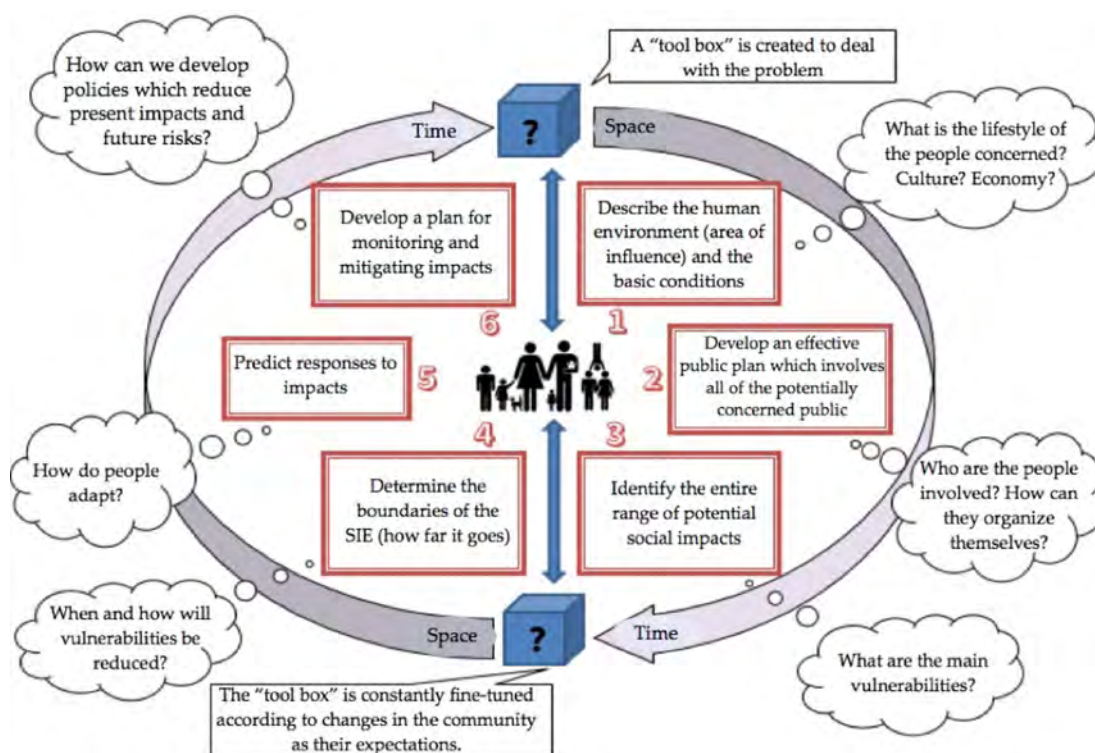 A “tool box” is created to deal
with the problem
How can we develop
policies which reduce
present impacts and
future risks?
Time
?
Space
What is the lifestyle of
the people concerned?
Culture? Economy?
Develop a plan for
monitoring and
mitigating impacts
6
Describe the human
environment (area of
influence) and the
basic conditions
1
Predict responses to
impacts
5
2
Develop an effective
public plan which involves
all of the potentially
concerned public
4
3
How do people
adapt?
Determine the
boundaries of the
SIE (how far it goes)
Identify the entire
range of potential
social impacts
Who are the people
involved? How can
they organize
themselves?
When and how will
vulnerabilities be
reduced?
Space
?
Time
What are the main
vulnerabilities?
The “tool box” is constantly fine-tuned
according to changes in the community
as their expectations.